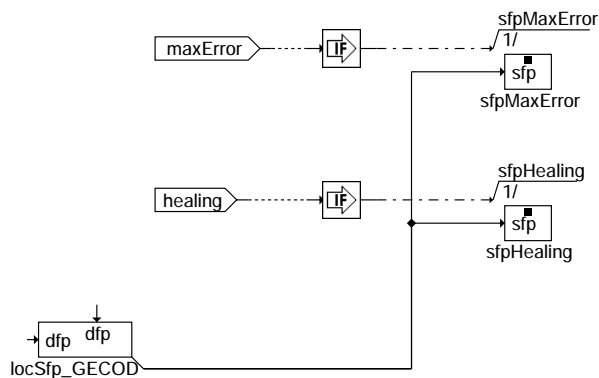 sfpMaxError
maxError
IF
1/
sfp
sfpMaxError
sfpHealing
healing
IF
1/
sfp
sfpHealing
dfp
dfp
locSfp_GECOD